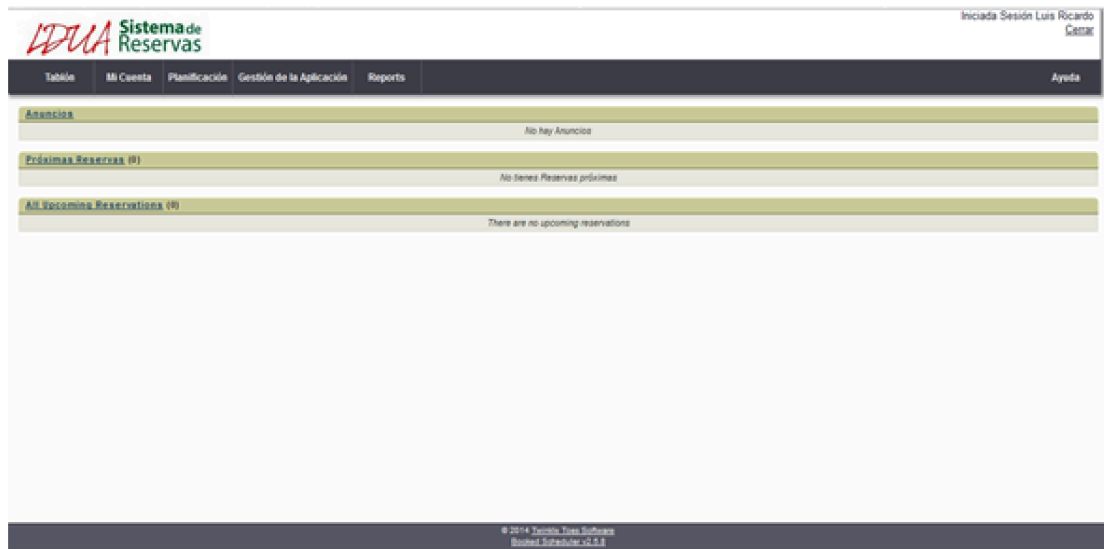 Iniciada Sesión Luis Ricardo
Cerrar
LDUA Sistema de
Reservas
Tablón Mi Cuenta Planificación Gestión de la Aplicación Reports Ayuda
Anuncios
No hay Anuncios
Próximas Reservas (0)
No tienes Reservas próximas
All Upcoming Reservations (0)
There are no upcoming reservations
© 2014 Twinkle Toes Software
Booked Scheduler v2.5.8